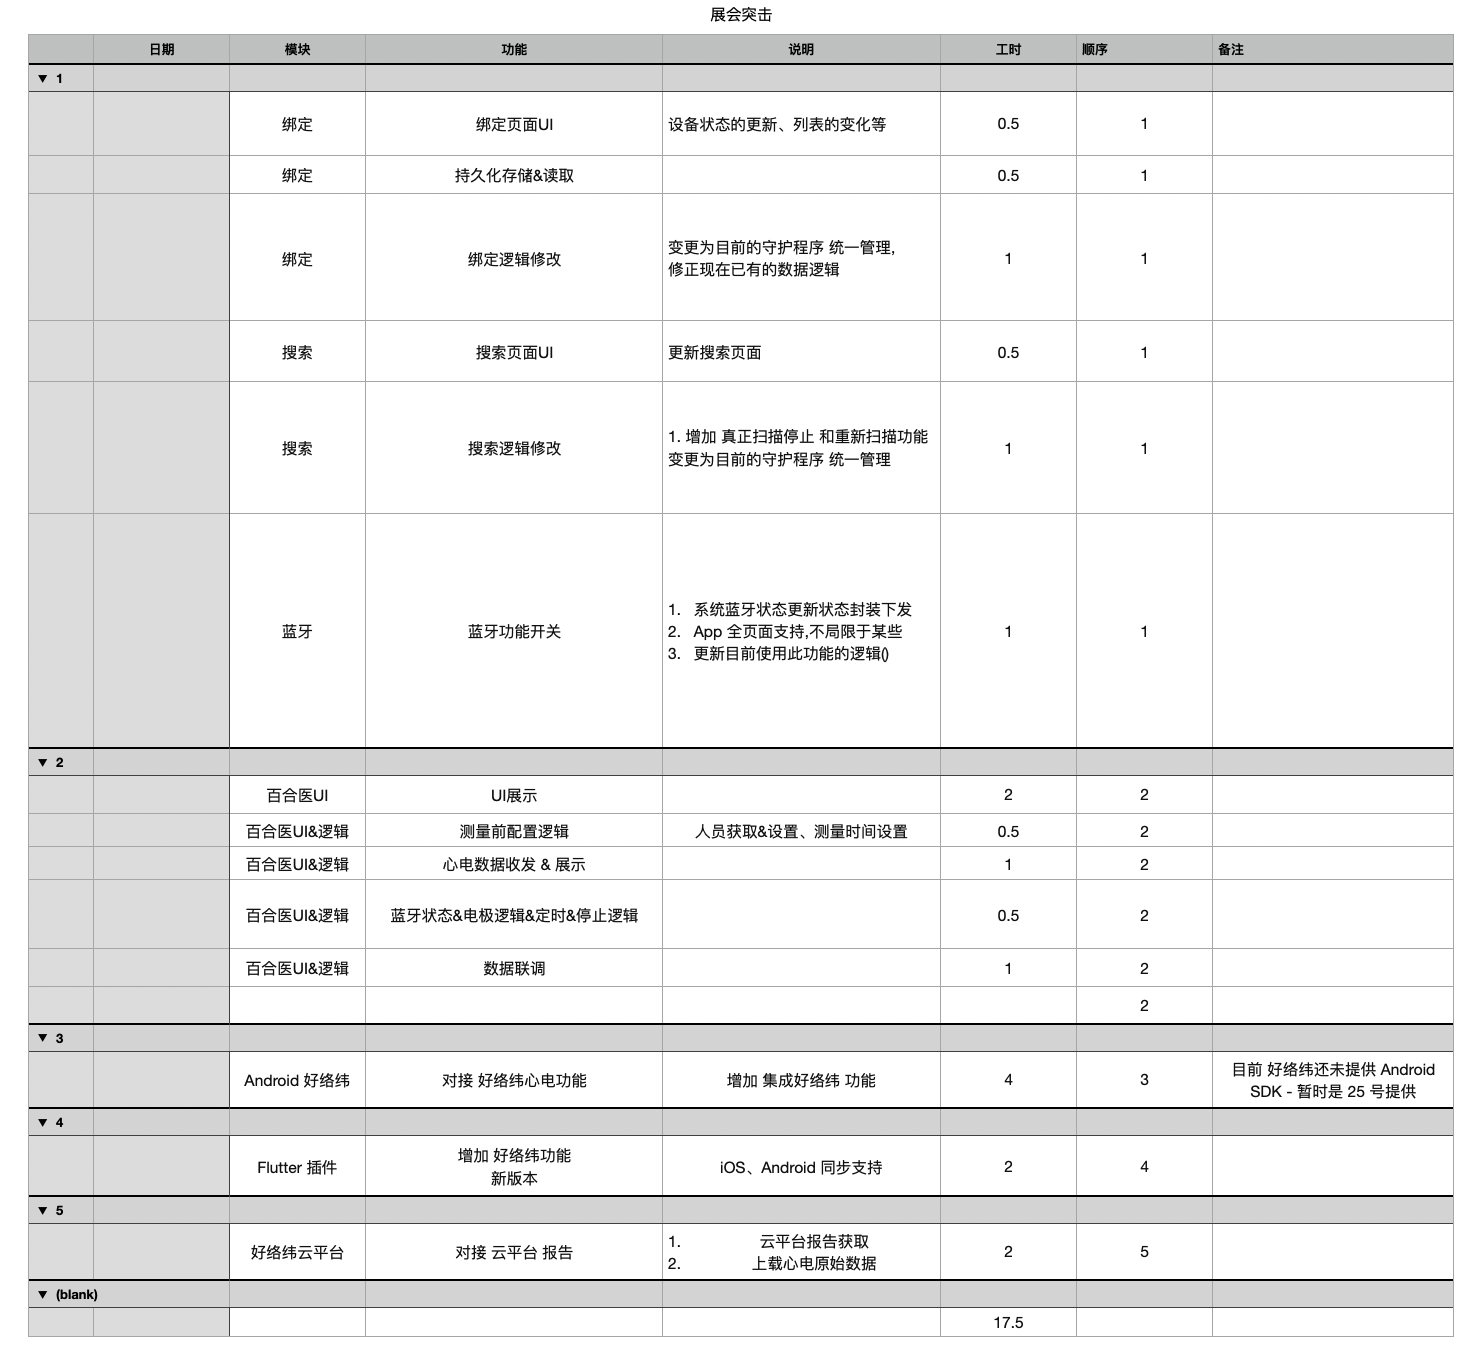 展会突击
日期 模块 功能 说明 工时 顺序 备注
▼ 1
绑定 绑定页面UI 设备状态的更新、列表的变化等 0.5 1
绑定 持久化存储&读取 0.5 1
绑定 绑定逻辑修改 变更为目前的守护程序 统一管理,
修正现在已有的数据逻辑 1 1
搜索 搜索页面UI 更新搜索页面 0.5 1
搜索 搜索逻辑修改 1. 增加 真正扫描停止 和重新扫描功能
变更为目前的守护程序 统一管理 1 1
蓝牙 蓝牙功能开关 1. 系统蓝牙状态更新状态封装下发
2. App 全页面支持,不局限于某些
3. 更新目前使用此功能的逻辑() 1 1
▼ 2
百合医UI UI展示 2 2
百合医UI&逻辑 测量前配置逻辑 人员获取&设置、测量时间设置 0.5 2
百合医UI&逻辑 心电数据收发 & 展示 1 2
百合医UI&逻辑 蓝牙状态&电极逻辑&定时&停止逻辑 0.5 2
百合医UI&逻辑 数据联调 1 2
2
▼ 3
Android 好络纬 对接 好络纬心电功能 增加 集成好络纬 功能 4 3 目前 好络纬还未提供 Android
SDK - 暂时是 25 号提供
▼ 4
Flutter 插件 增加 好络纬功能
新版本 iOS、Android 同步支持 2 4
▼ 5
好络纬云平台 对接 云平台 报告 1. 云平台报告获取
2. 上载心电原始数据 2 5
▼ (blank)
17.5